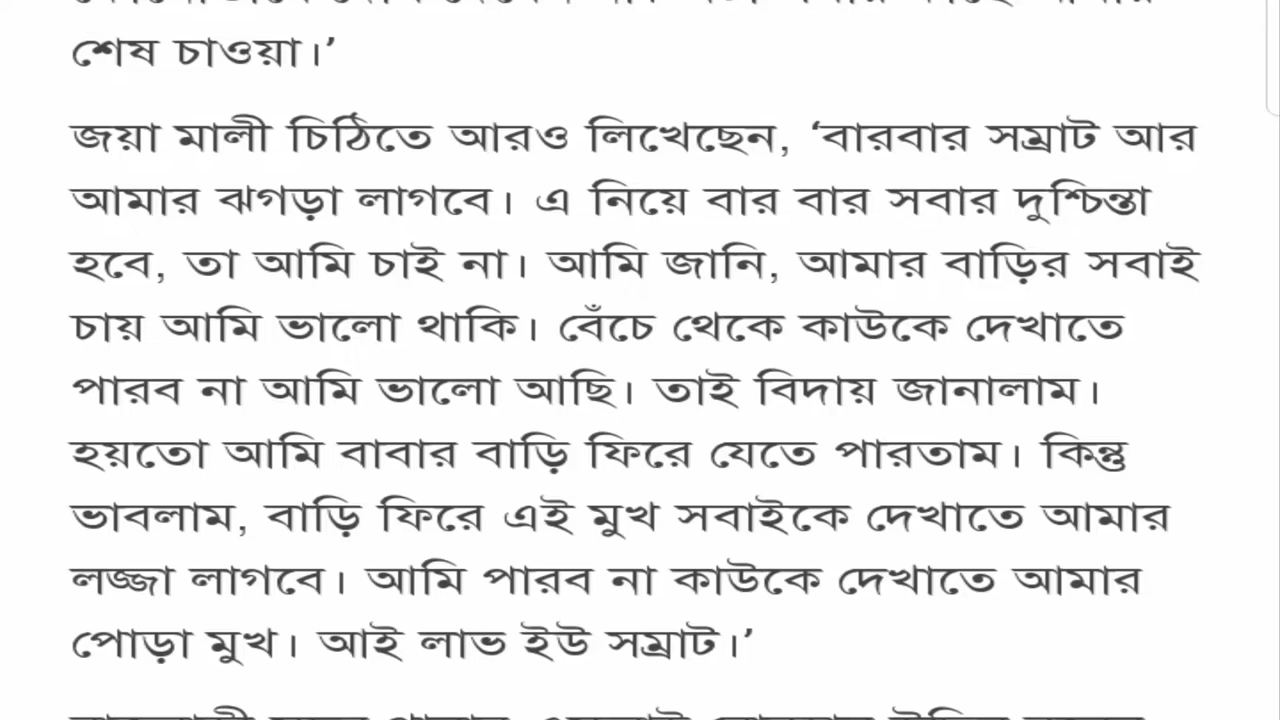 শেষ চাওয়া।’
জয়া মালী চিঠিতে আরও লিখেছেন, ‘বারবার সম্রাট আর
আমার ঝগড়া লাগবে। এ নিয়ে বার বার সবার দুশ্চিন্তা
হবে, তা আমি চাই না। আমি জানি, আমার বাড়ির সবাই
চায় আমি ভালো থাকি। বেঁচে থেকে কাউকে দেখাতে
পারব না আমি ভালো আছি। তাই বিদায় জানালাম।
হয়তো আমি বাবার বাড়ি ফিরে যেতে পারতাম। কিন্তু
ভাবলাম, বাড়ি ফিরে এই মুখ সবাইকে দেখাতে আমার
লজ্জা লাগবে। আমি পারব না কাউকে দেখাতে আমার
পোড়া মুখ। আই লাভ ইউ সম্রাট।’